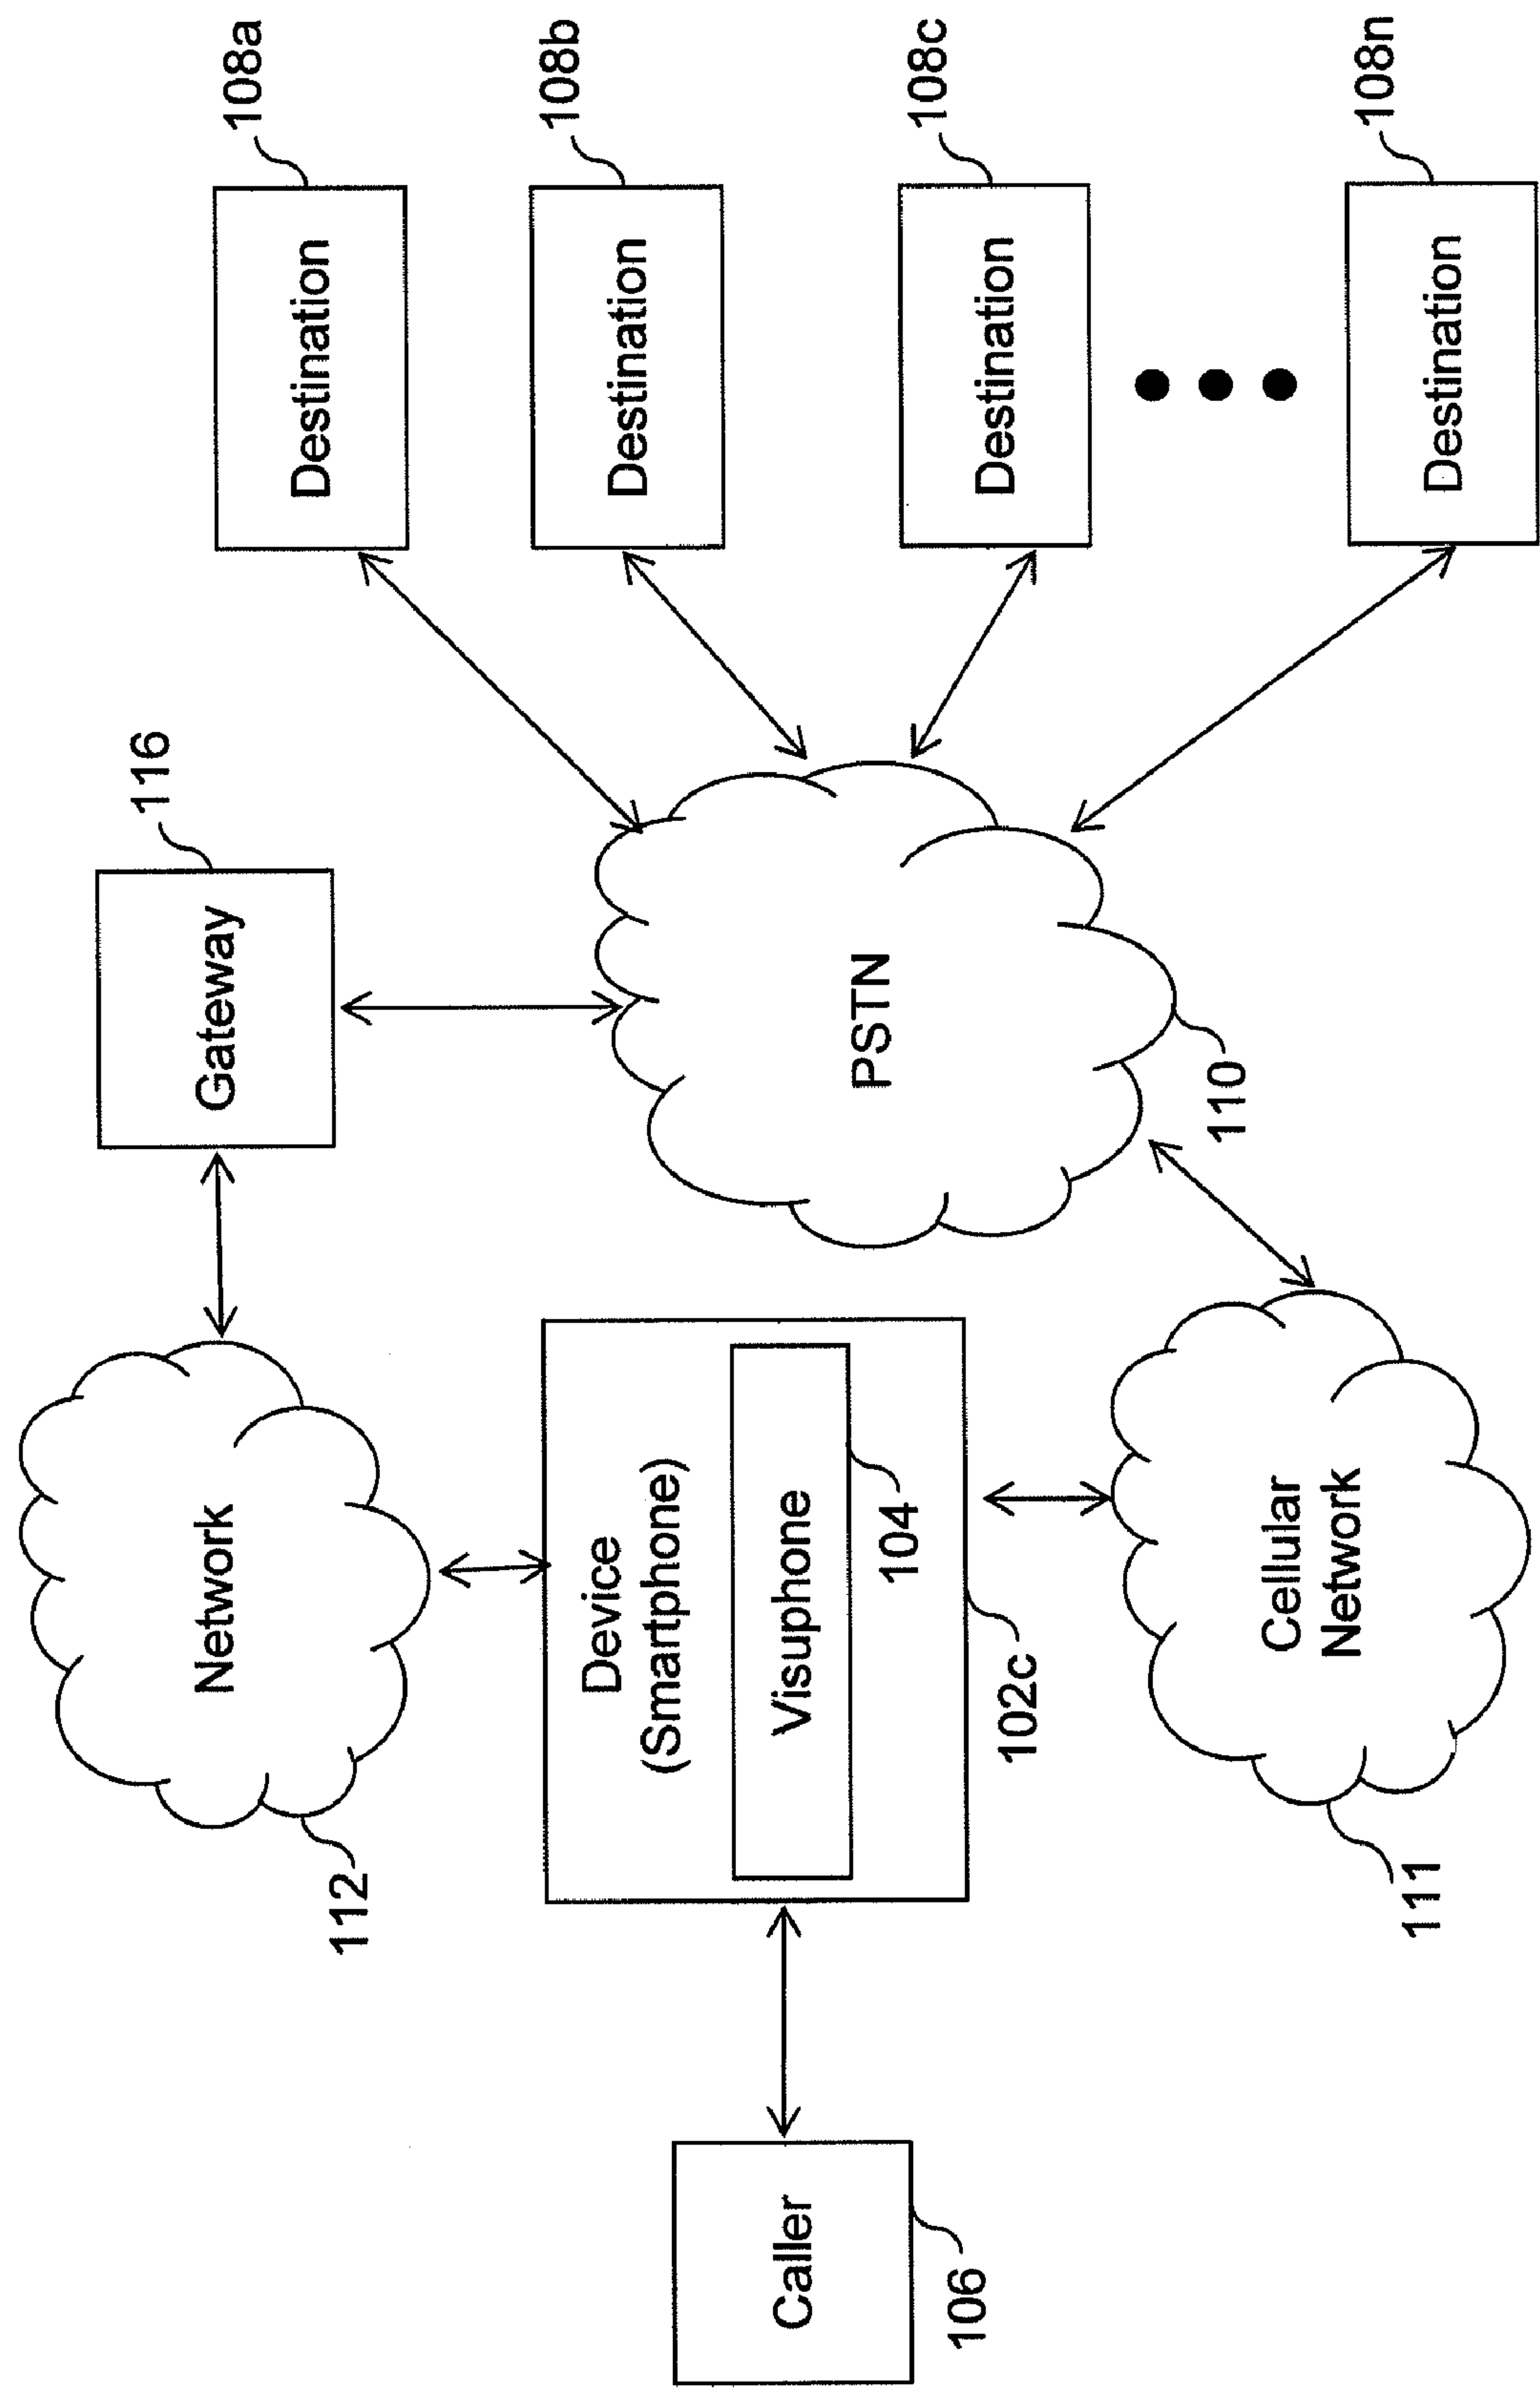 112
Network
Gateway
116
Destination
108a
Destination
108b
Caller
106
Device
(Smartphone)
Visuphone
104
102c
PSTN
110
Destination
108c
Cellular
Network
111
Destination
108n